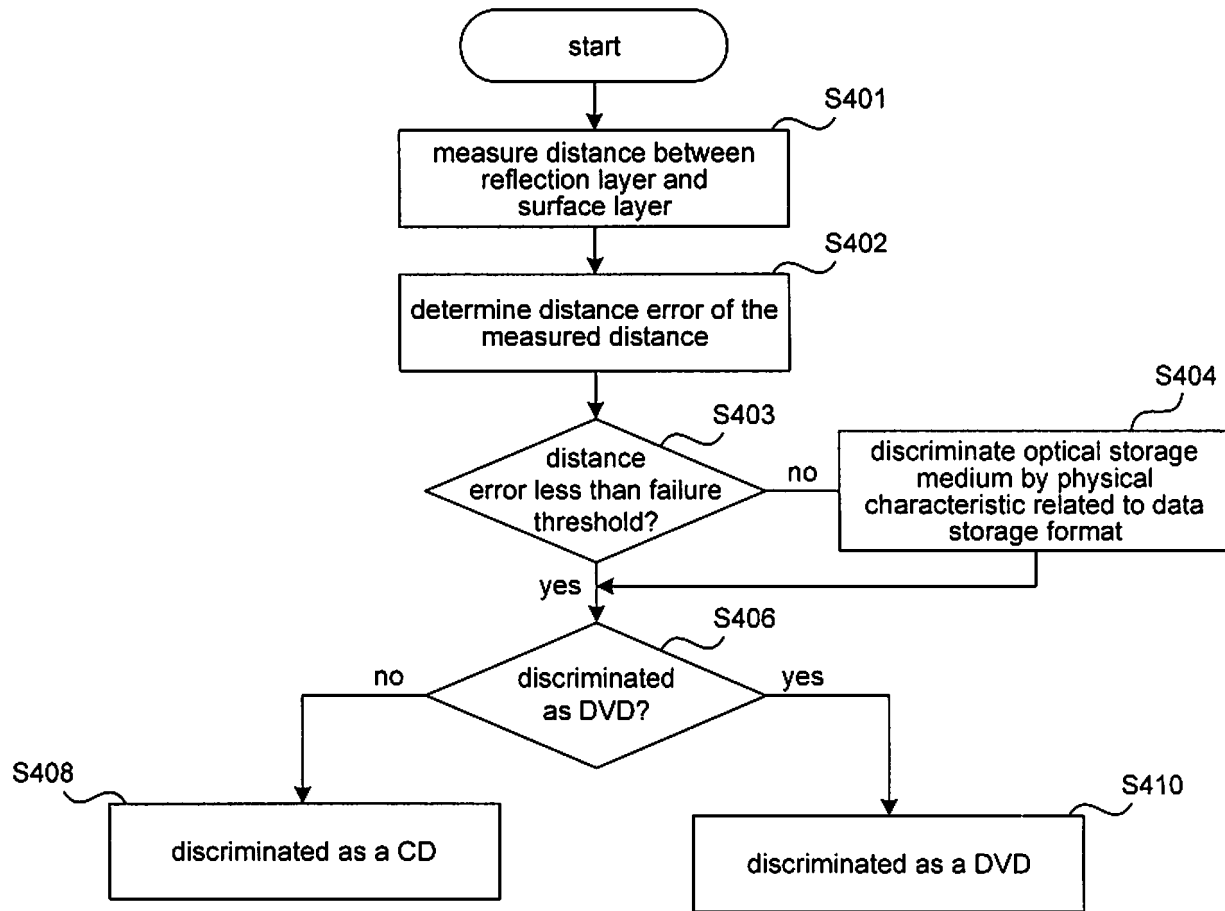 start
S401
measure distance between
reflection layer and
surface layer
S402
determine distance error of the
measured distance
S403
distance
error less than failure
threshold?
no
S404
discriminate optical storage
medium by physical
characteristic related to data
storage format
yes
S406
discriminated
as DVD?
no
yes
S408
discriminated as a CD
S410
discriminated as a DVD